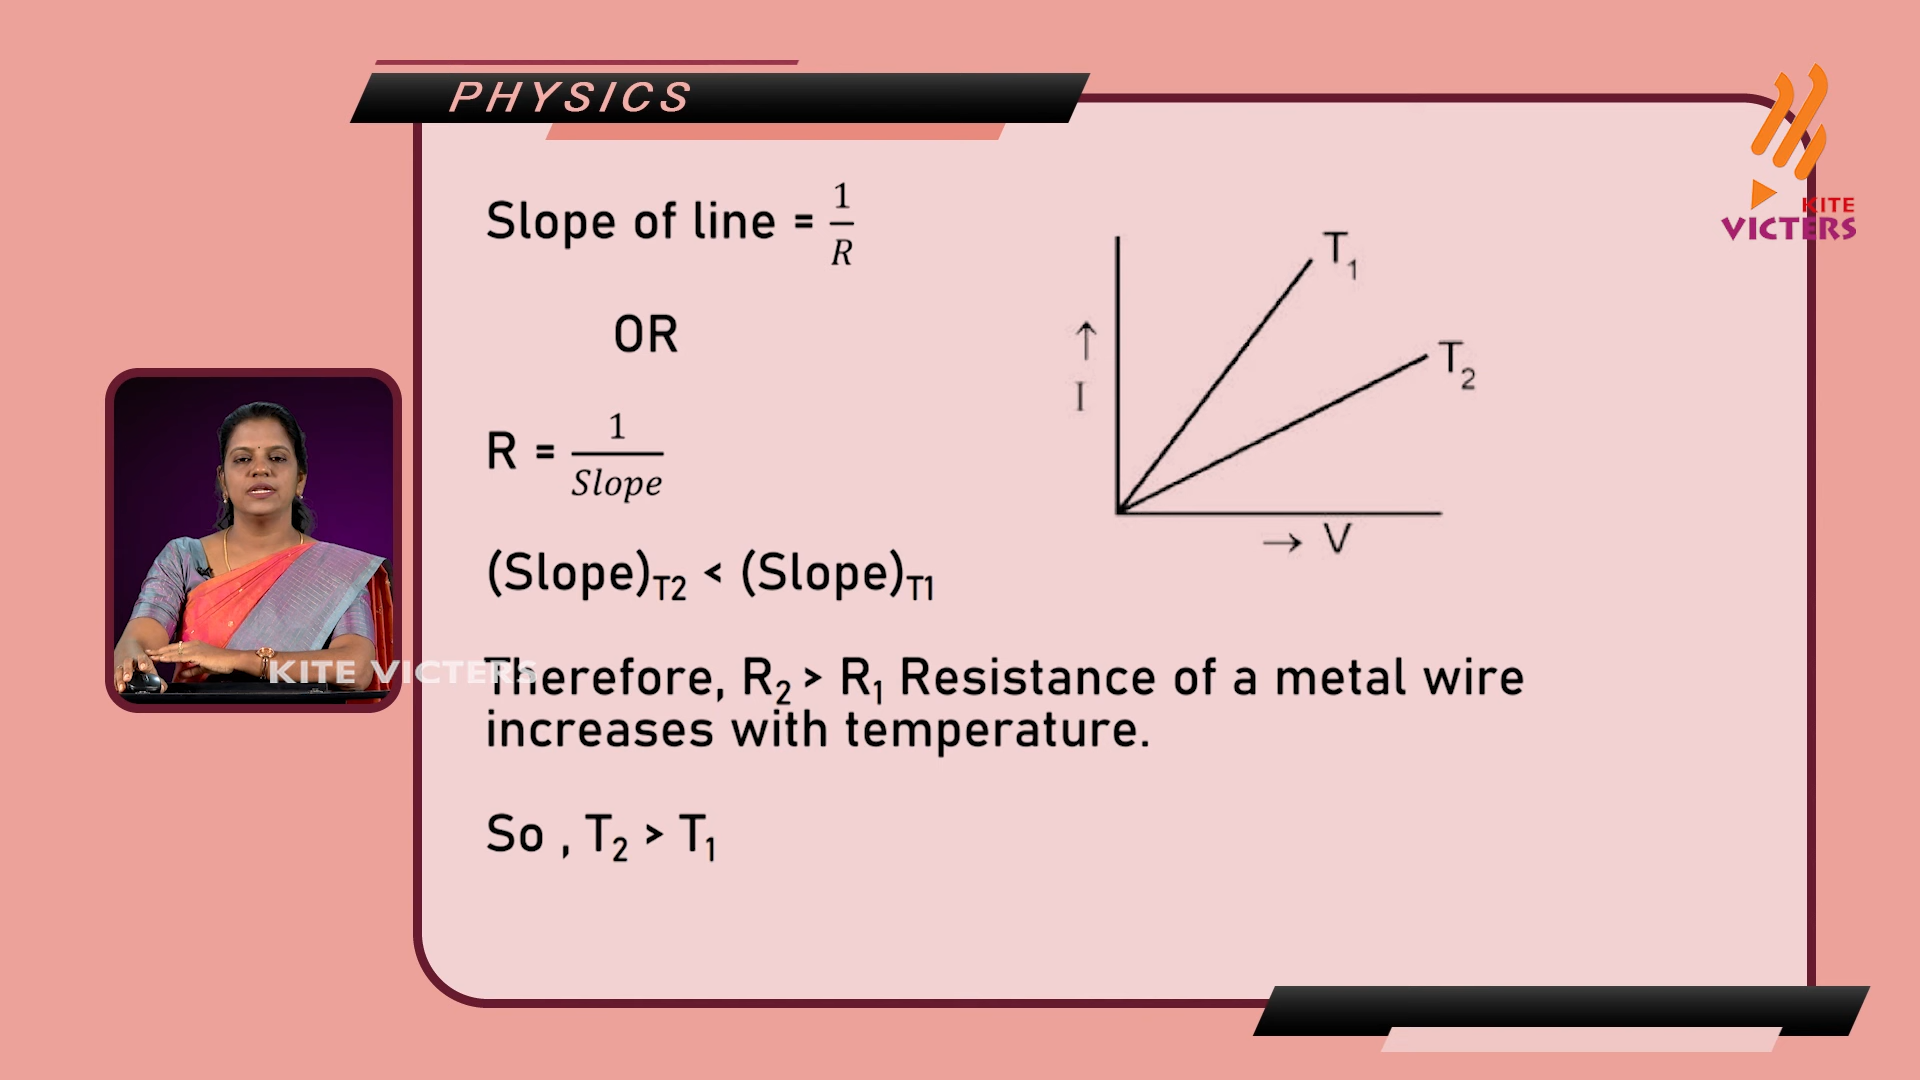 PHYSICS
KITE
VICTERS
Slope of line = 1/R
OR
R = 1/Slope
(Slope)T2 < (Slope)T1
Therefore, R2 > R1 Resistance of a metal wire
increases with temperature.
So , T2 > T1
T1
T2
↑
I
→ V
KITE VICTERS